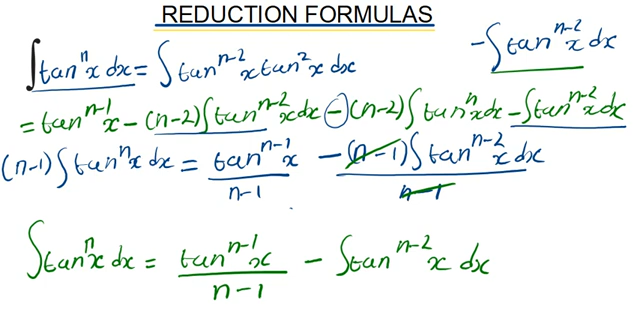 REDUCTION FORMULAS
∫tanⁿx dx = ∫tanⁿ⁻²x tan²x dx
-∫tanⁿ⁻²x dx
= tanⁿ⁻¹x - (n-2)∫tanⁿ⁻²x dx - (n-2)∫tanⁿx dx - ∫tanⁿ⁻²x dx
(n-1)∫tanⁿx dx = tanⁿ⁻¹x / n-1 - (n-1)∫tanⁿ⁻²x dx / n-1
∫tanⁿx dx = tanⁿ⁻¹x / n-1 - ∫tanⁿ⁻²x dx